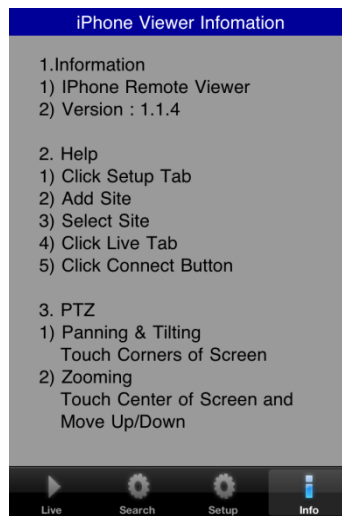 iPhone Viewer Infomation
1.Information
1) IPhone Remote Viewer
2) Version : 1.1.4
2. Help
1) Click Setup Tab
2) Add Site
3) Select Site
4) Click Live Tab
5) Click Connect Button
3. PTZ
1) Panning & Tilting
Touch Corners of Screen
2) Zooming
Touch Center of Screen and
Move Up/Down
Live Search Setup Info